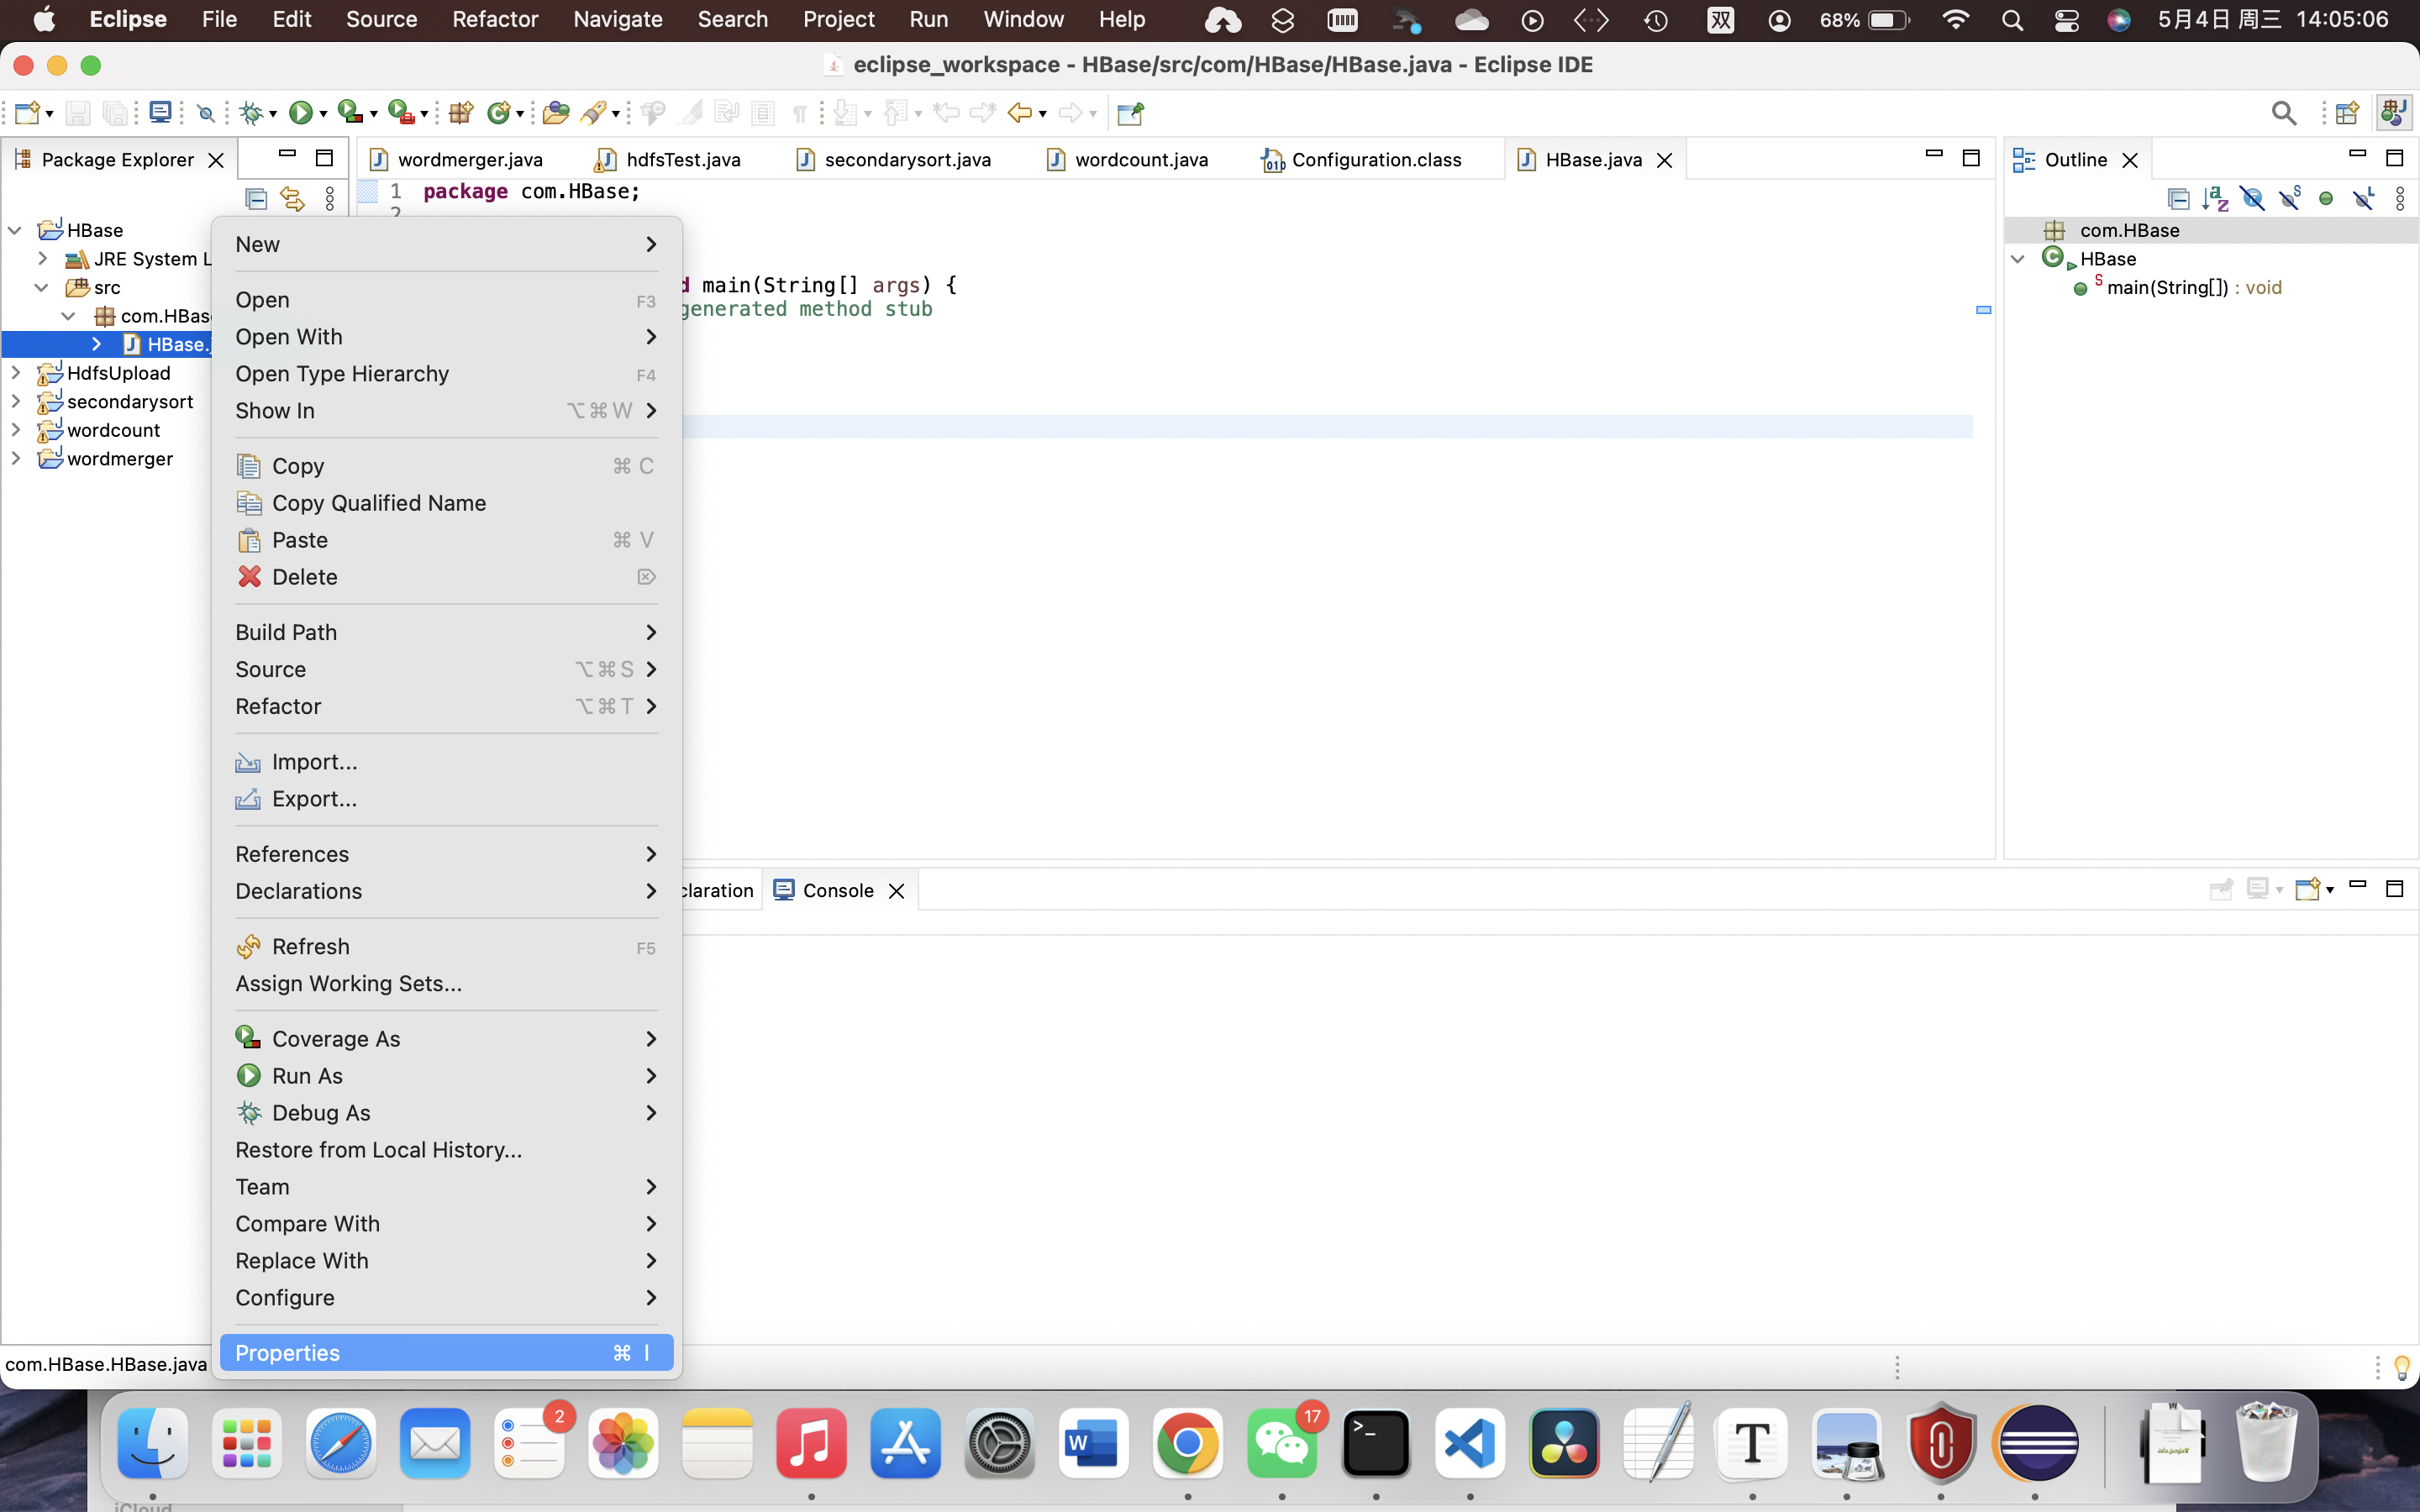 Eclipse File Edit Source Refactor Navigate Search Project Run Window Help 双 68% 5月4日 周三 14:05:06
eclipse_workspace - HBase/src/com/HBase/HBase.java - Eclipse IDE
Package Explorer
wordmerger.java hdfsTest.java secondarysort.java wordcount.java Configuration.class HBase.java
Outline
1 package com.HBase;
2
HBase
JRE System L
src
com.HBas
HBase.j
HdfsUpload
secondarysort
wordcount
wordmerger
New
Open F3
Open With
Open Type Hierarchy F4
Show In ⌥⌘W
Copy ⌘ C
Copy Qualified Name
Paste ⌘ V
Delete ⌦
Build Path
Source ⌥⌘S
Refactor ⌥⌘T
Import...
Export...
References
Declarations
Refresh F5
Assign Working Sets...
Coverage As
Run As
Debug As
Restore from Local History...
Team
Compare With
Replace With
Configure
Properties ⌘ I
d main(String[] args) {
generated method stub
com.HBase
HBase
main(String[]) : void
claration Console
com.HBase.HBase.java
2
17
W
>_
T
iCloud